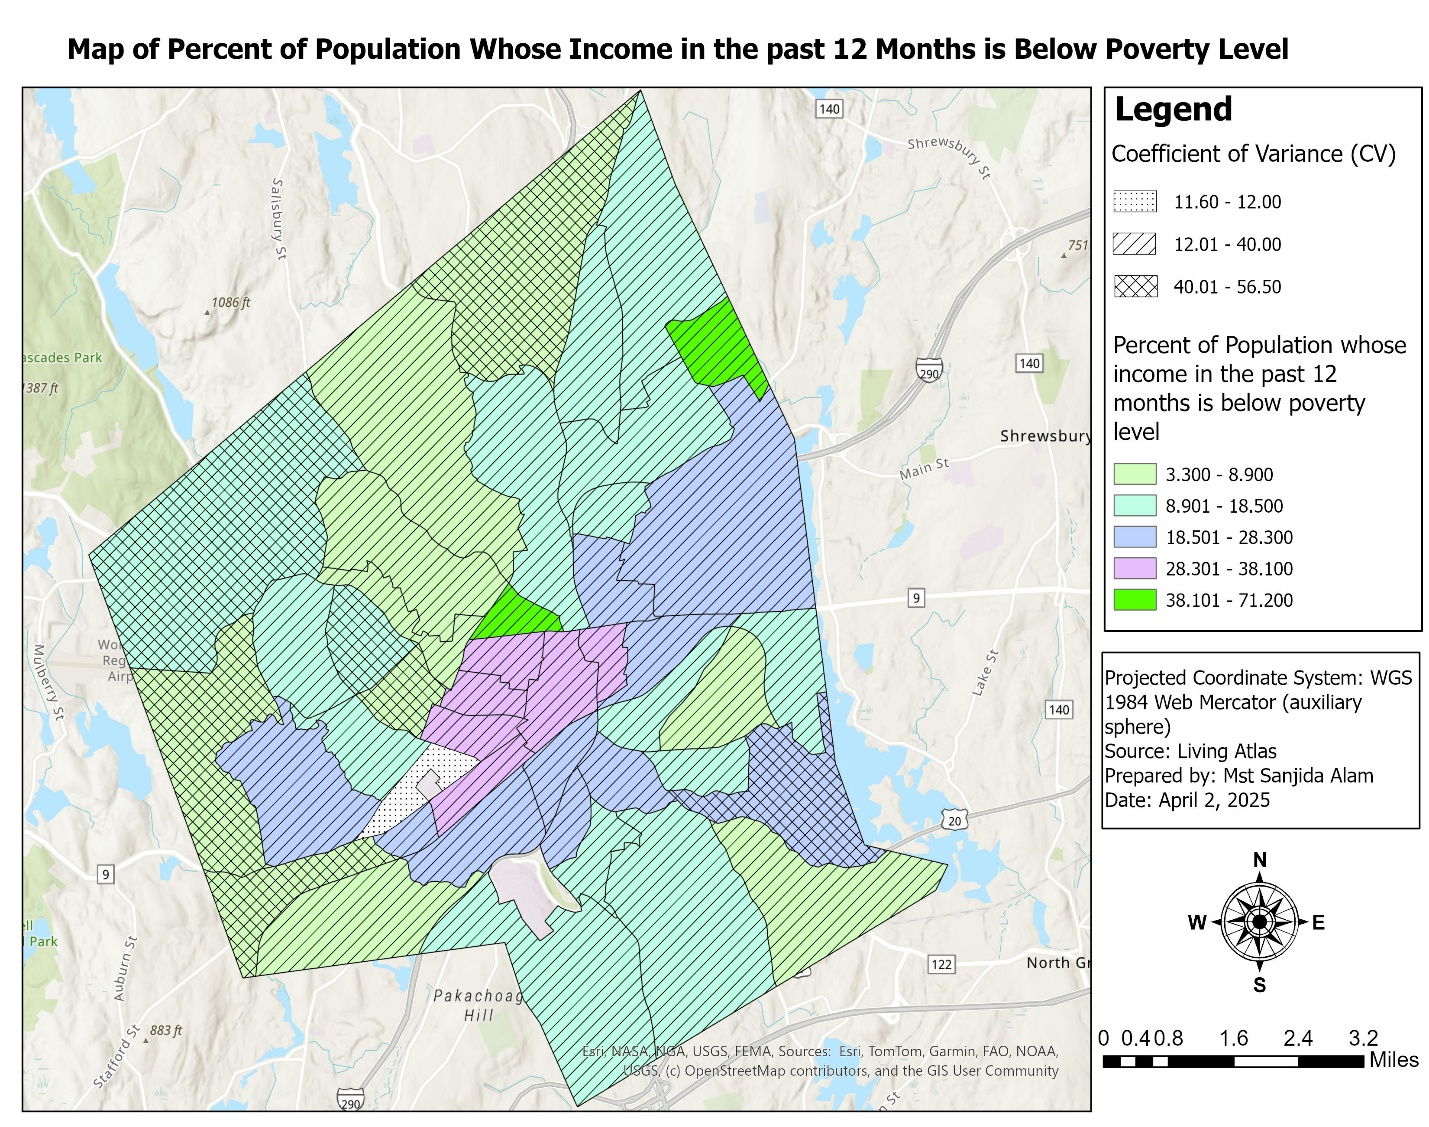 Map of Percent of Population Whose Income in the past 12 Months is Below Poverty Level
140
Shrewsbury St
Salisbury St
751
1086 ft
ascades Park
1387 ft
290
140
Shrewsbury
Main St
9
Wor
Reg
Airp
Mulberry St
Lake St
140
20
9
ell
Park
Auburn St
122
North Gr
Pakachoag
Hill
883 ft
Stafford St
290
n St
Esri, NASA, NGA, USGS, FEMA, Sources: Esri, TomTom, Garmin, FAO, NOAA,
USGS, (c) OpenStreetMap contributors, and the GIS User Community
Legend
Coefficient of Variance (CV)
11.60 - 12.00
12.01 - 40.00
40.01 - 56.50
Percent of Population whose
income in the past 12
months is below poverty
level
3.300 - 8.900
8.901 - 18.500
18.501 - 28.300
28.301 - 38.100
38.101 - 71.200
Projected Coordinate System: WGS
1984 Web Mercator (auxiliary
sphere)
Source: Living Atlas
Prepared by: Mst Sanjida Alam
Date: April 2, 2025
N
W E
S
0 0.4 0.8 1.6 2.4 3.2
Miles